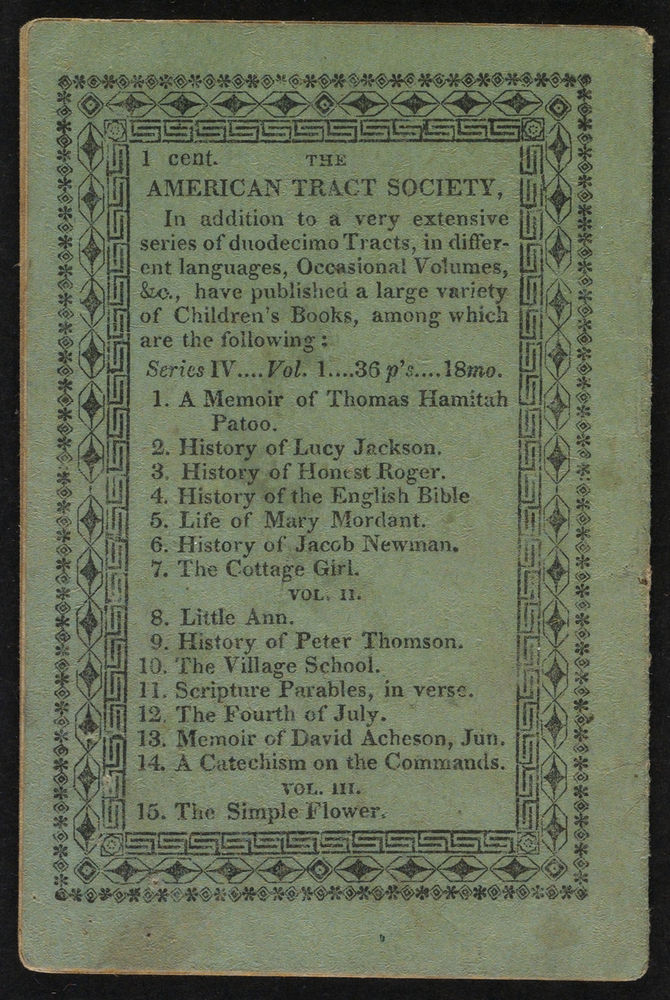 1 cent. THE
AMERICAN TRACT SOCIETY,
In addition to a very extensive
series of duodecimo Tracts, in differ-
ent languages, Occasional Volumes,
&c., have published a large variety
of Children's Books, among which
are the following:
Series IV....Vol. 1....36 p's....18mo.
1. A Memoir of Thomas Hamitah
Patoo.
2. History of Lucy Jackson.
3. History of Honest Roger.
4. History of the English Bible
5. Life of Mary Mordant.
6. History of Jacob Newman.
7. The Cottage Girl.
VOL. II.
8. Little Ann.
9. History of Peter Thomson.
10. The Village School.
11. Scripture Parables, in verse.
12. The Fourth of July.
13. Memoir of David Acheson, Jun.
14. A Catechism on the Commands.
VOL. III.
15. The Simple Flower.